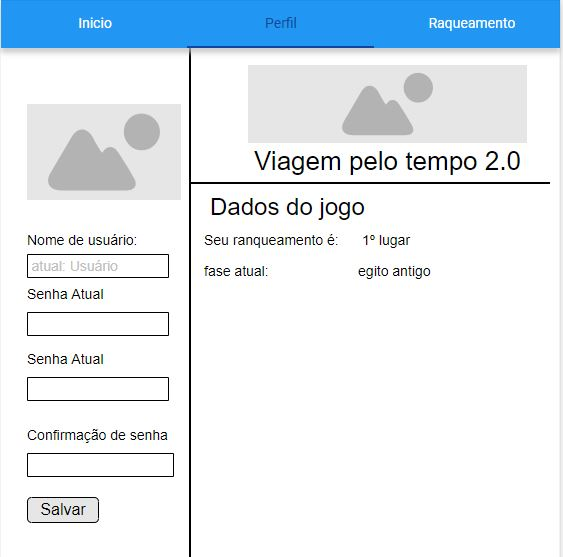 Inicio
Perfil
Raqueamento
Nome de usuário:
atual: Usuário
Senha Atual
Senha Atual
Confirmação de senha
Salvar
Viagem pelo tempo 2.0
Dados do jogo
Seu ranqueamento é: 1º lugar
fase atual: egito antigo